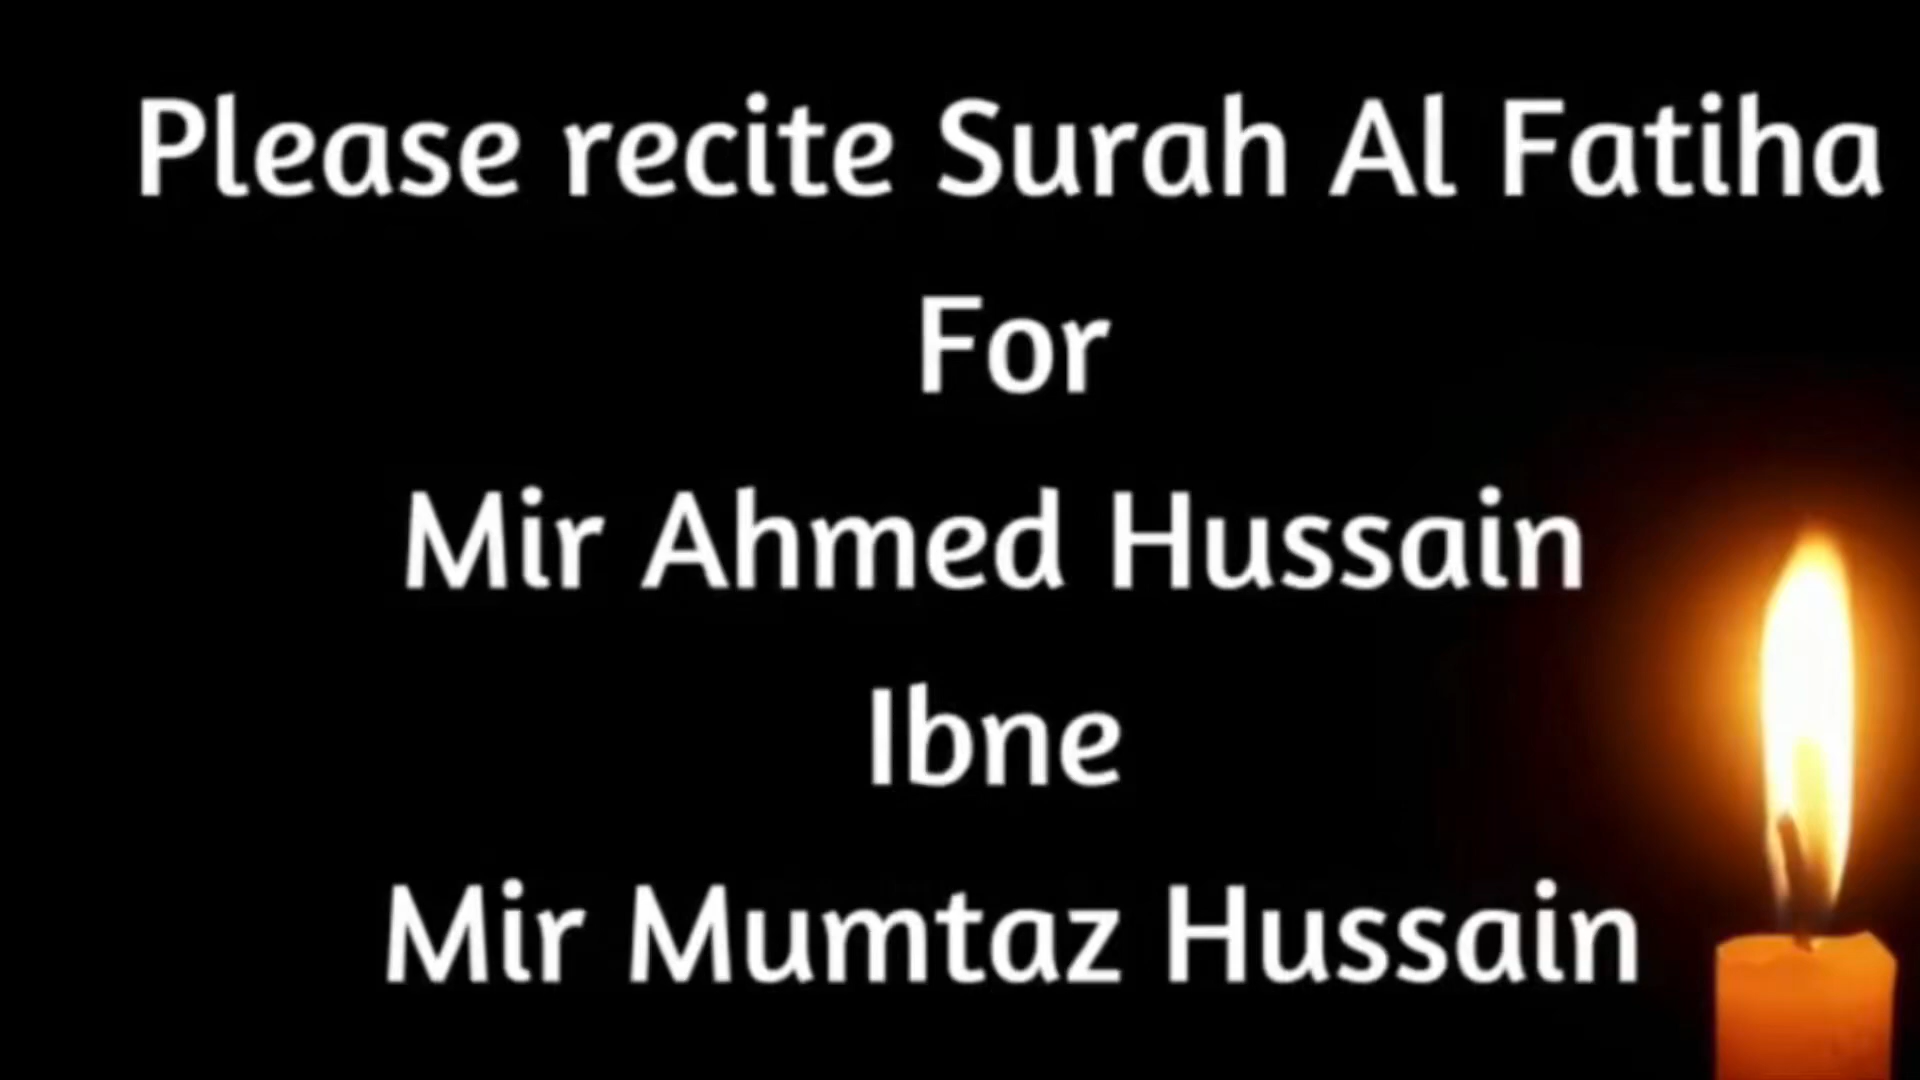 Please recite Surah Al Fatiha
For
Mir Ahmed Hussain
Ibne
Mir Mumtaz Hussain